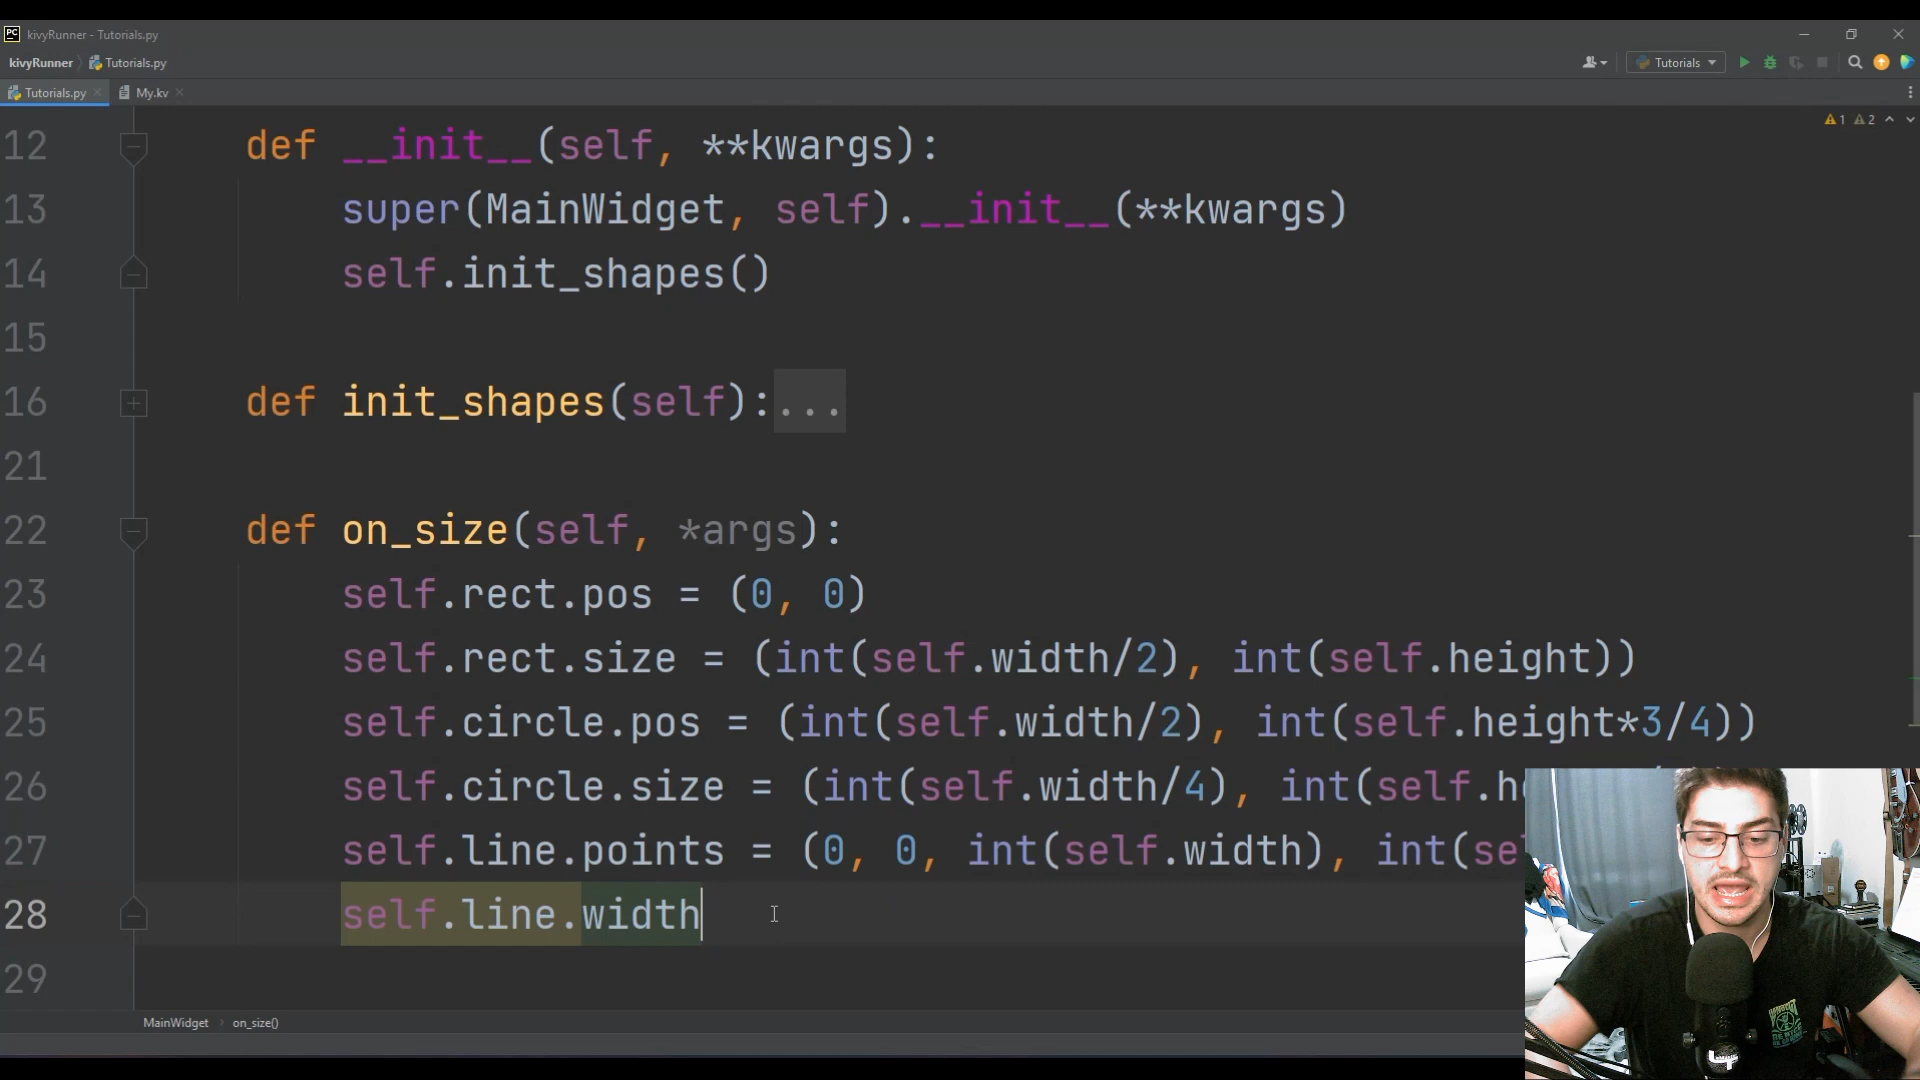 PC kivyRunner - Tutorials.py
kivyRunner Tutorials.py
Tutorials
Tutorials.py My.kv
1 2
12 def __init__(self, **kwargs):
13 super(MainWidget, self).__init__(**kwargs)
14 self.init_shapes()
15
16 def init_shapes(self):...
21
22 def on_size(self, *args):
23 self.rect.pos = (0, 0)
24 self.rect.size = (int(self.width/2), int(self.height))
25 self.circle.pos = (int(self.width/2), int(self.height*3/4))
26 self.circle.size = (int(self.width/4), int(self.he
27 self.line.points = (0, 0, int(self.width), int(se
28 self.line.width
29
MainWidget on_size()